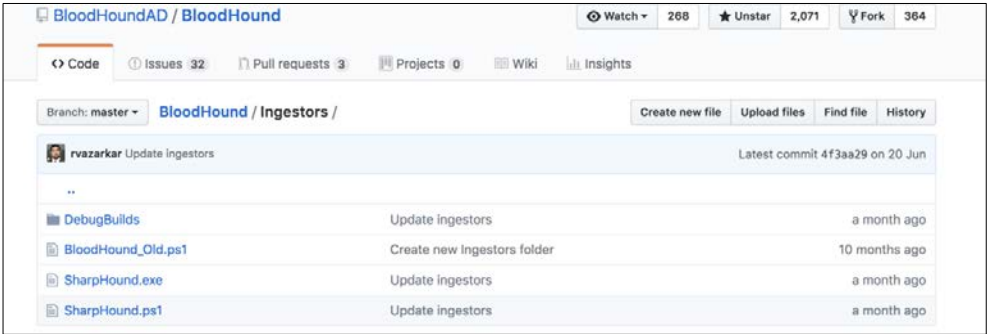 BloodHoundAD / BloodHound Watch 268 Unstar 2,071 Fork 364
Code Issues 32 Pull requests 3 Projects 0 Wiki Insights
Branch: master BloodHound / Ingestors / Create new file Upload files Find file History
rvazarkar Update ingestors Latest commit 4f3aa29 on 20 Jun
..
DebugBuilds Update ingestors a month ago
BloodHound_Old.ps1 Create new Ingestors folder 10 months ago
SharpHound.exe Update ingestors a month ago
SharpHound.ps1 Update ingestors a month ago